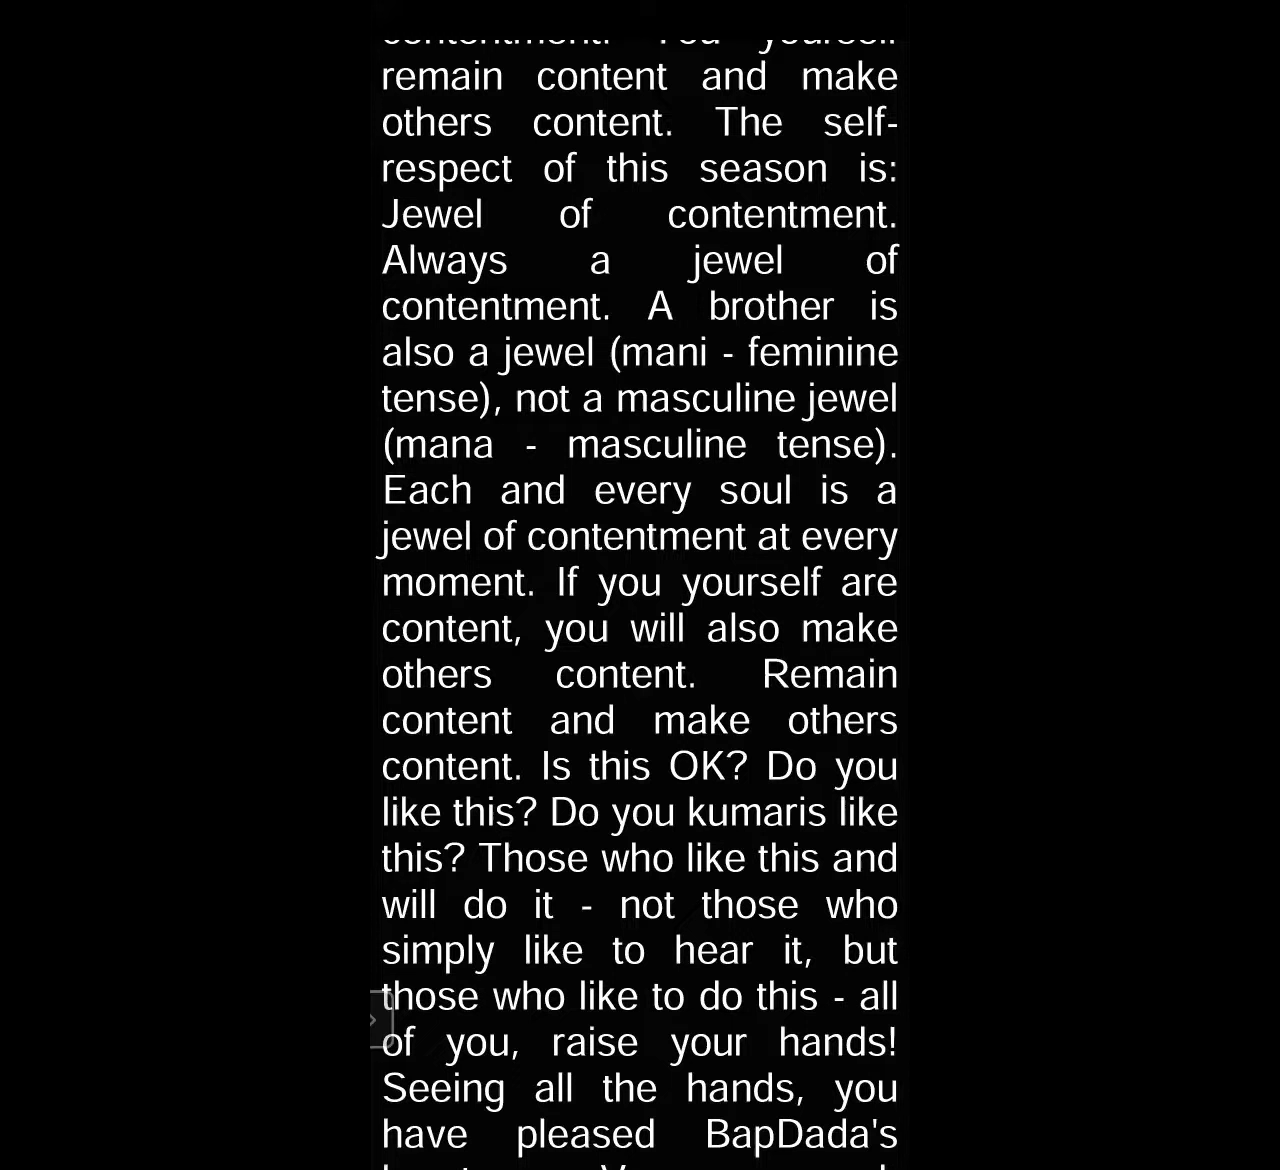 contentment. You yourself
remain content and make
others content. The self-
respect of this season is:
Jewel of contentment.
Always a jewel of
contentment. A brother is
also a jewel (mani - feminine
tense), not a masculine jewel
(mana - masculine tense).
Each and every soul is a
jewel of contentment at every
moment. If you yourself are
content, you will also make
others content. Remain
content and make others
content. Is this OK? Do you
like this? Do you kumaris like
this? Those who like this and
will do it - not those who
simply like to hear it, but
those who like to do this - all
of you, raise your hands!
Seeing all the hands, you
have pleased BapDada's